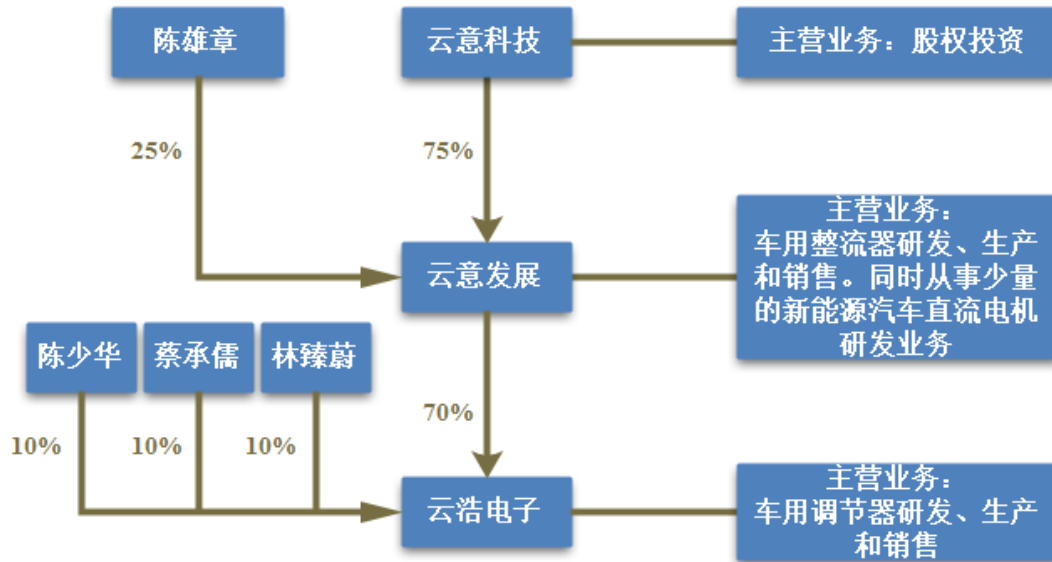 陈雄章
云意科技
主营业务：股权投资
25%
75%
主营业务：
车用整流器研发、生产
和销售。同时从事少量
的新能源汽车直流电机
研发业务
云意发展
陈少华
蔡承儒
林臻蔚
70%
10%
10%
10%
云浩电子
主营业务：
车用调节器研发、生产
和销售